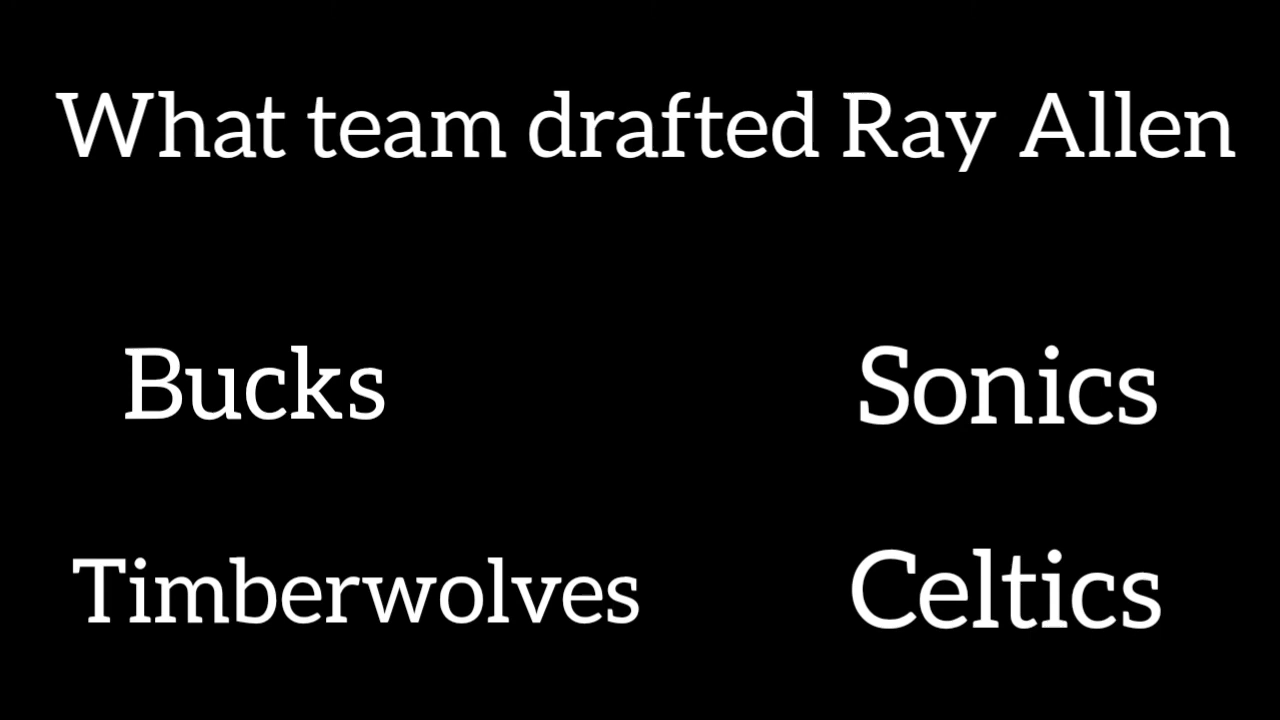 What team drafted Ray Allen
Bucks
Sonics
Timberwolves
Celtics